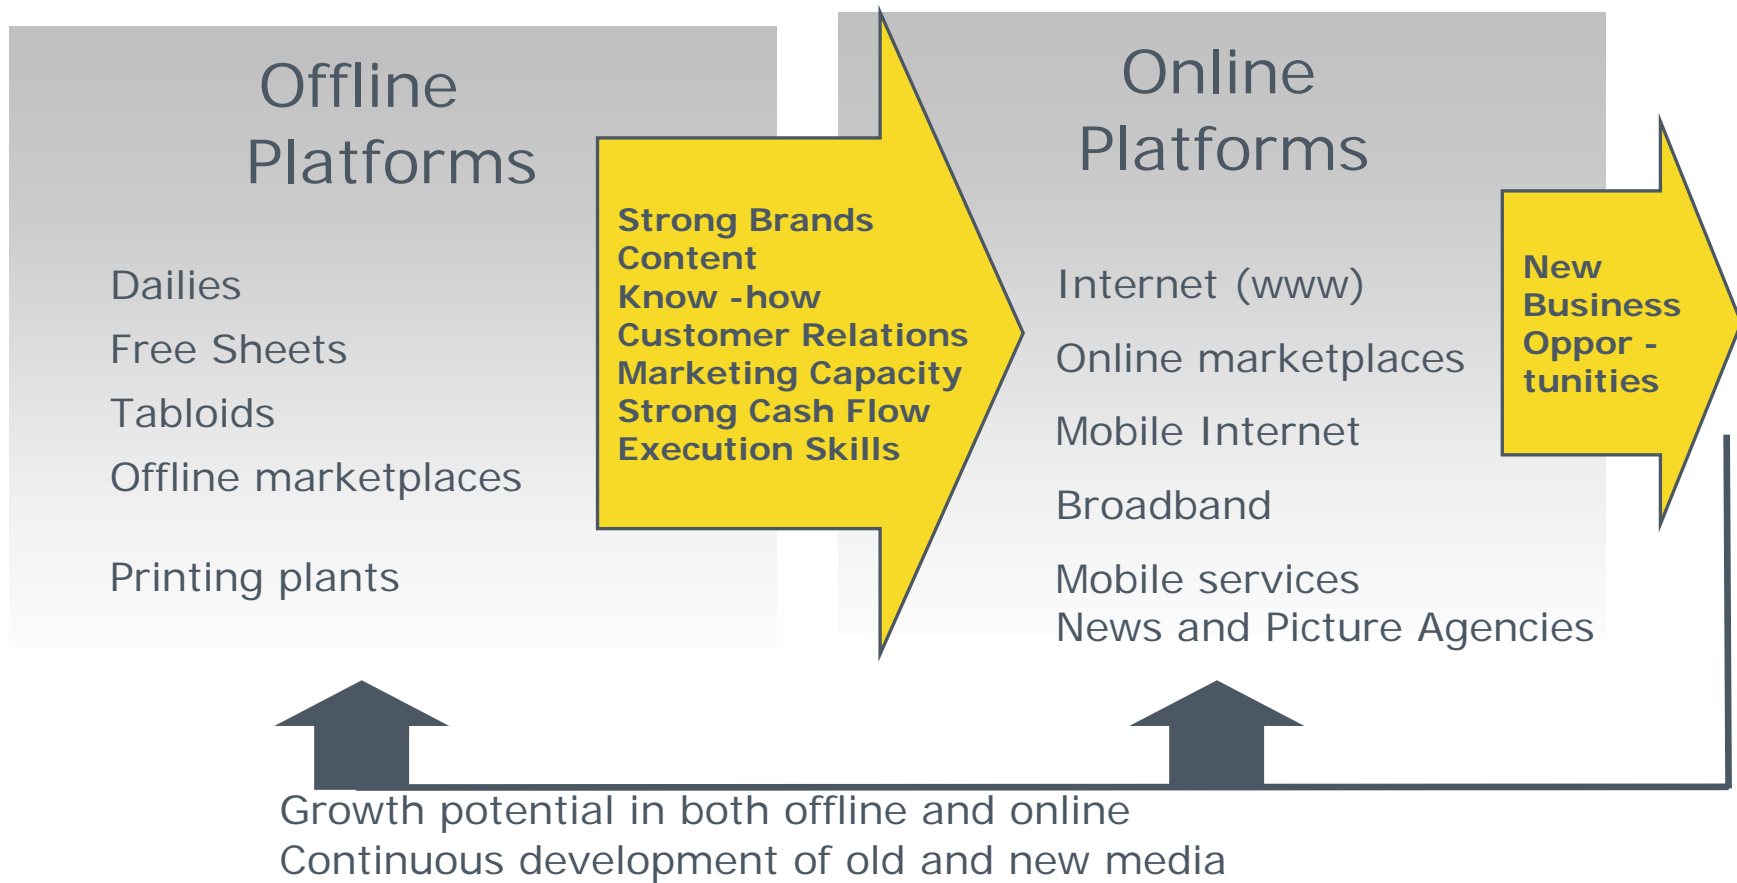 Offline
Platforms
Dailies
Free Sheets
Tabloids
Offline marketplaces
Printing plants
Strong Brands
Content
Know -how
Customer Relations
Marketing Capacity
Strong Cash Flow
Execution Skills
Online
Platforms
Internet (www)
Online marketplaces
Mobile Internet
Broadband
Mobile services
News and Picture Agencies
New
Business
Oppor -
tunities
Growth potential in both offline and online
Continuous development of old and new media